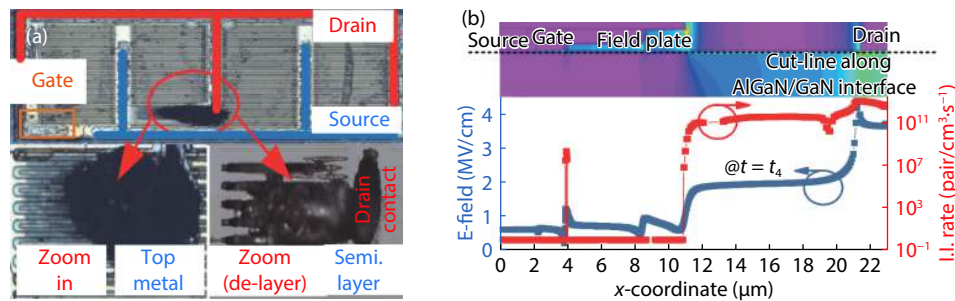 (a)
Drain
Gate
Source
Drain
contact
Zoom
in
Top
metal
Zoom
(de-layer)
Semi.
layer
(b)
Source Gate Field plate Drain
Cut-line along
AlGaN/GaN interface
E-field (MV/cm)
4
3
2
1
0
@t = t4
I.I. rate (pair/cm³·s⁻¹)
10¹¹
10⁷
10³
10⁻¹
0 2 4 6 8 10 12 14 16 18 20 22
x-coordinate (μm)